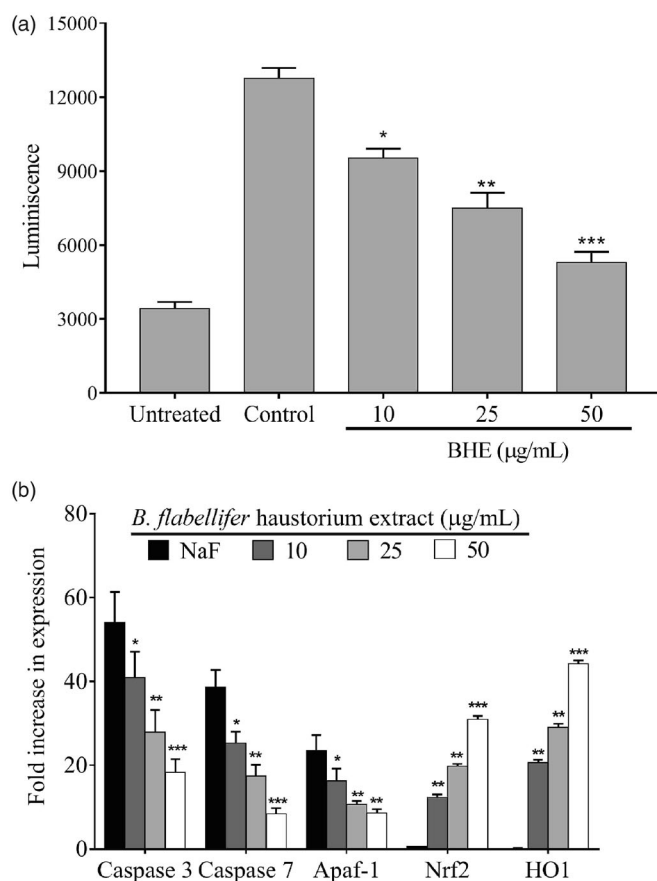 (a)
15000
12000
9000
6000
3000
0
Luminiscence
*
**
***
Untreated Control 10 25 50
BHE (μg/mL)
(b)
80
60
40
20
0
Fold increase in expression
B. flabellifer haustorium extract (μg/mL)
NaF 10 25 50
* ** *** * ** *** * ** ** ** ** *** ** ** ***
Caspase 3 Caspase 7 Apaf-1 Nrf2 HO1